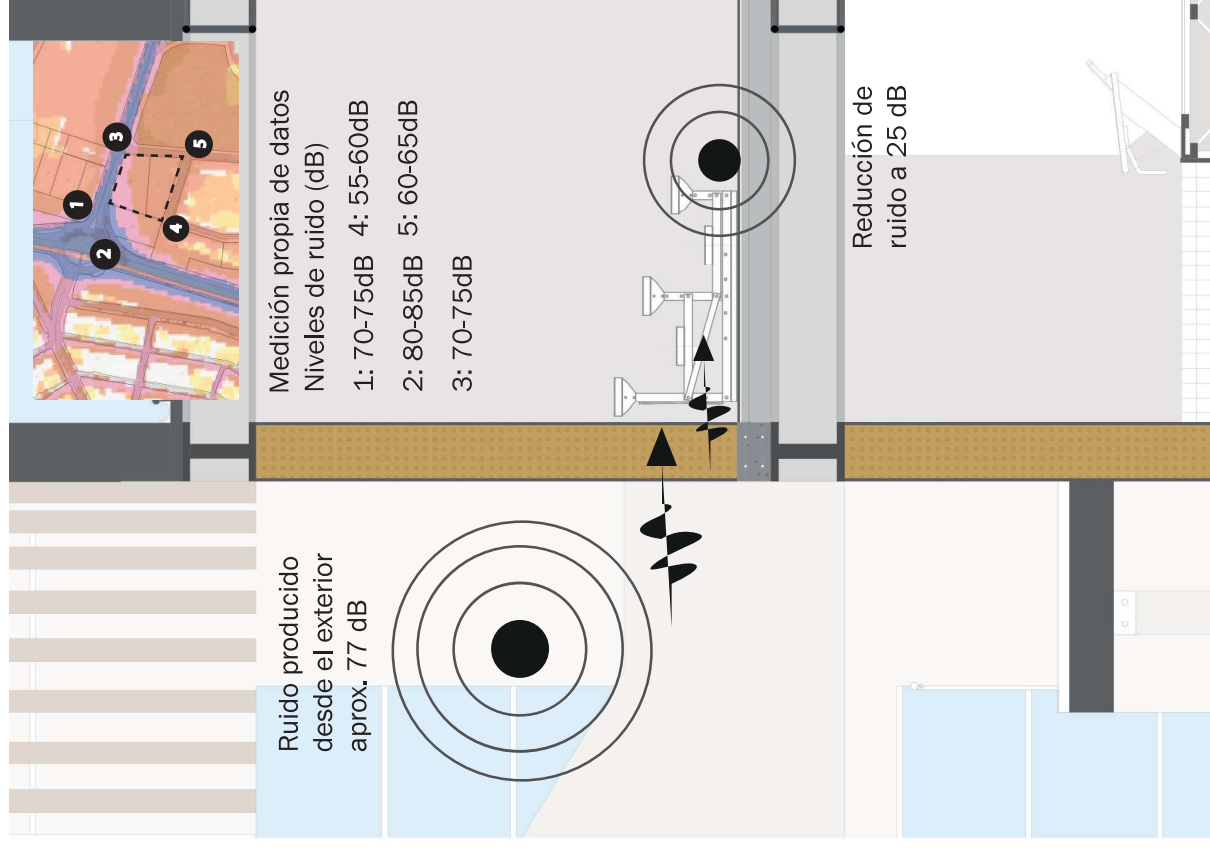 1
2
3
4
5
Medición propia de datos
Niveles de ruido (dB)
1: 70-75dB 4: 55-60dB
2: 80-85dB 5: 60-65dB
3: 70-75dB
Ruido producido
desde el exterior
aprox. 77 dB
Reducción de
ruido a 25 dB